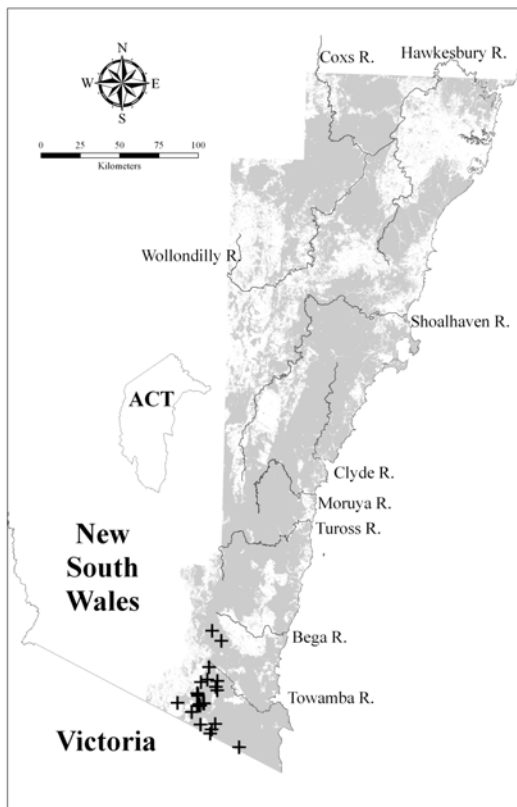 Coxs R.
Hawkesbury R.
N
W E
S
0 25 50 75 100
Kilometers
Wollondilly R.
Shoalhaven R.
ACT
Clyde R.
Moruya R.
Tuross R.
New
South
Wales
Bega R.
Towamba R.
Victoria